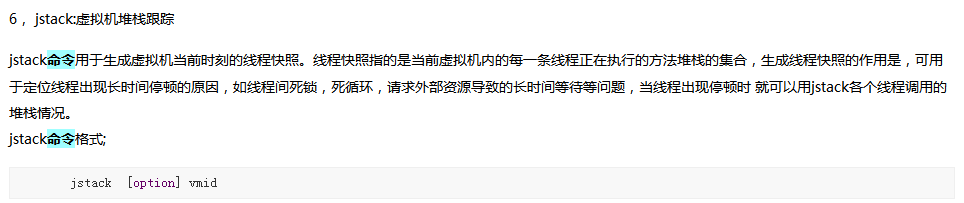 6， jstack:虚拟机堆栈跟踪
jstack命令用于生成虚拟机当前时刻的线程快照。线程快照指的是当前虚拟机内的每一条线程正在执行的方法堆栈的集合，生成线程快照的作用是，可用
于定位线程出现长时间停顿的原因，如线程间死锁，死循环，请求外部资源导致的长时间等待等问题，当线程出现停顿时 就可以用jstack各个线程调用的
堆栈情况。
jstack命令格式;
jstack [option] vmid